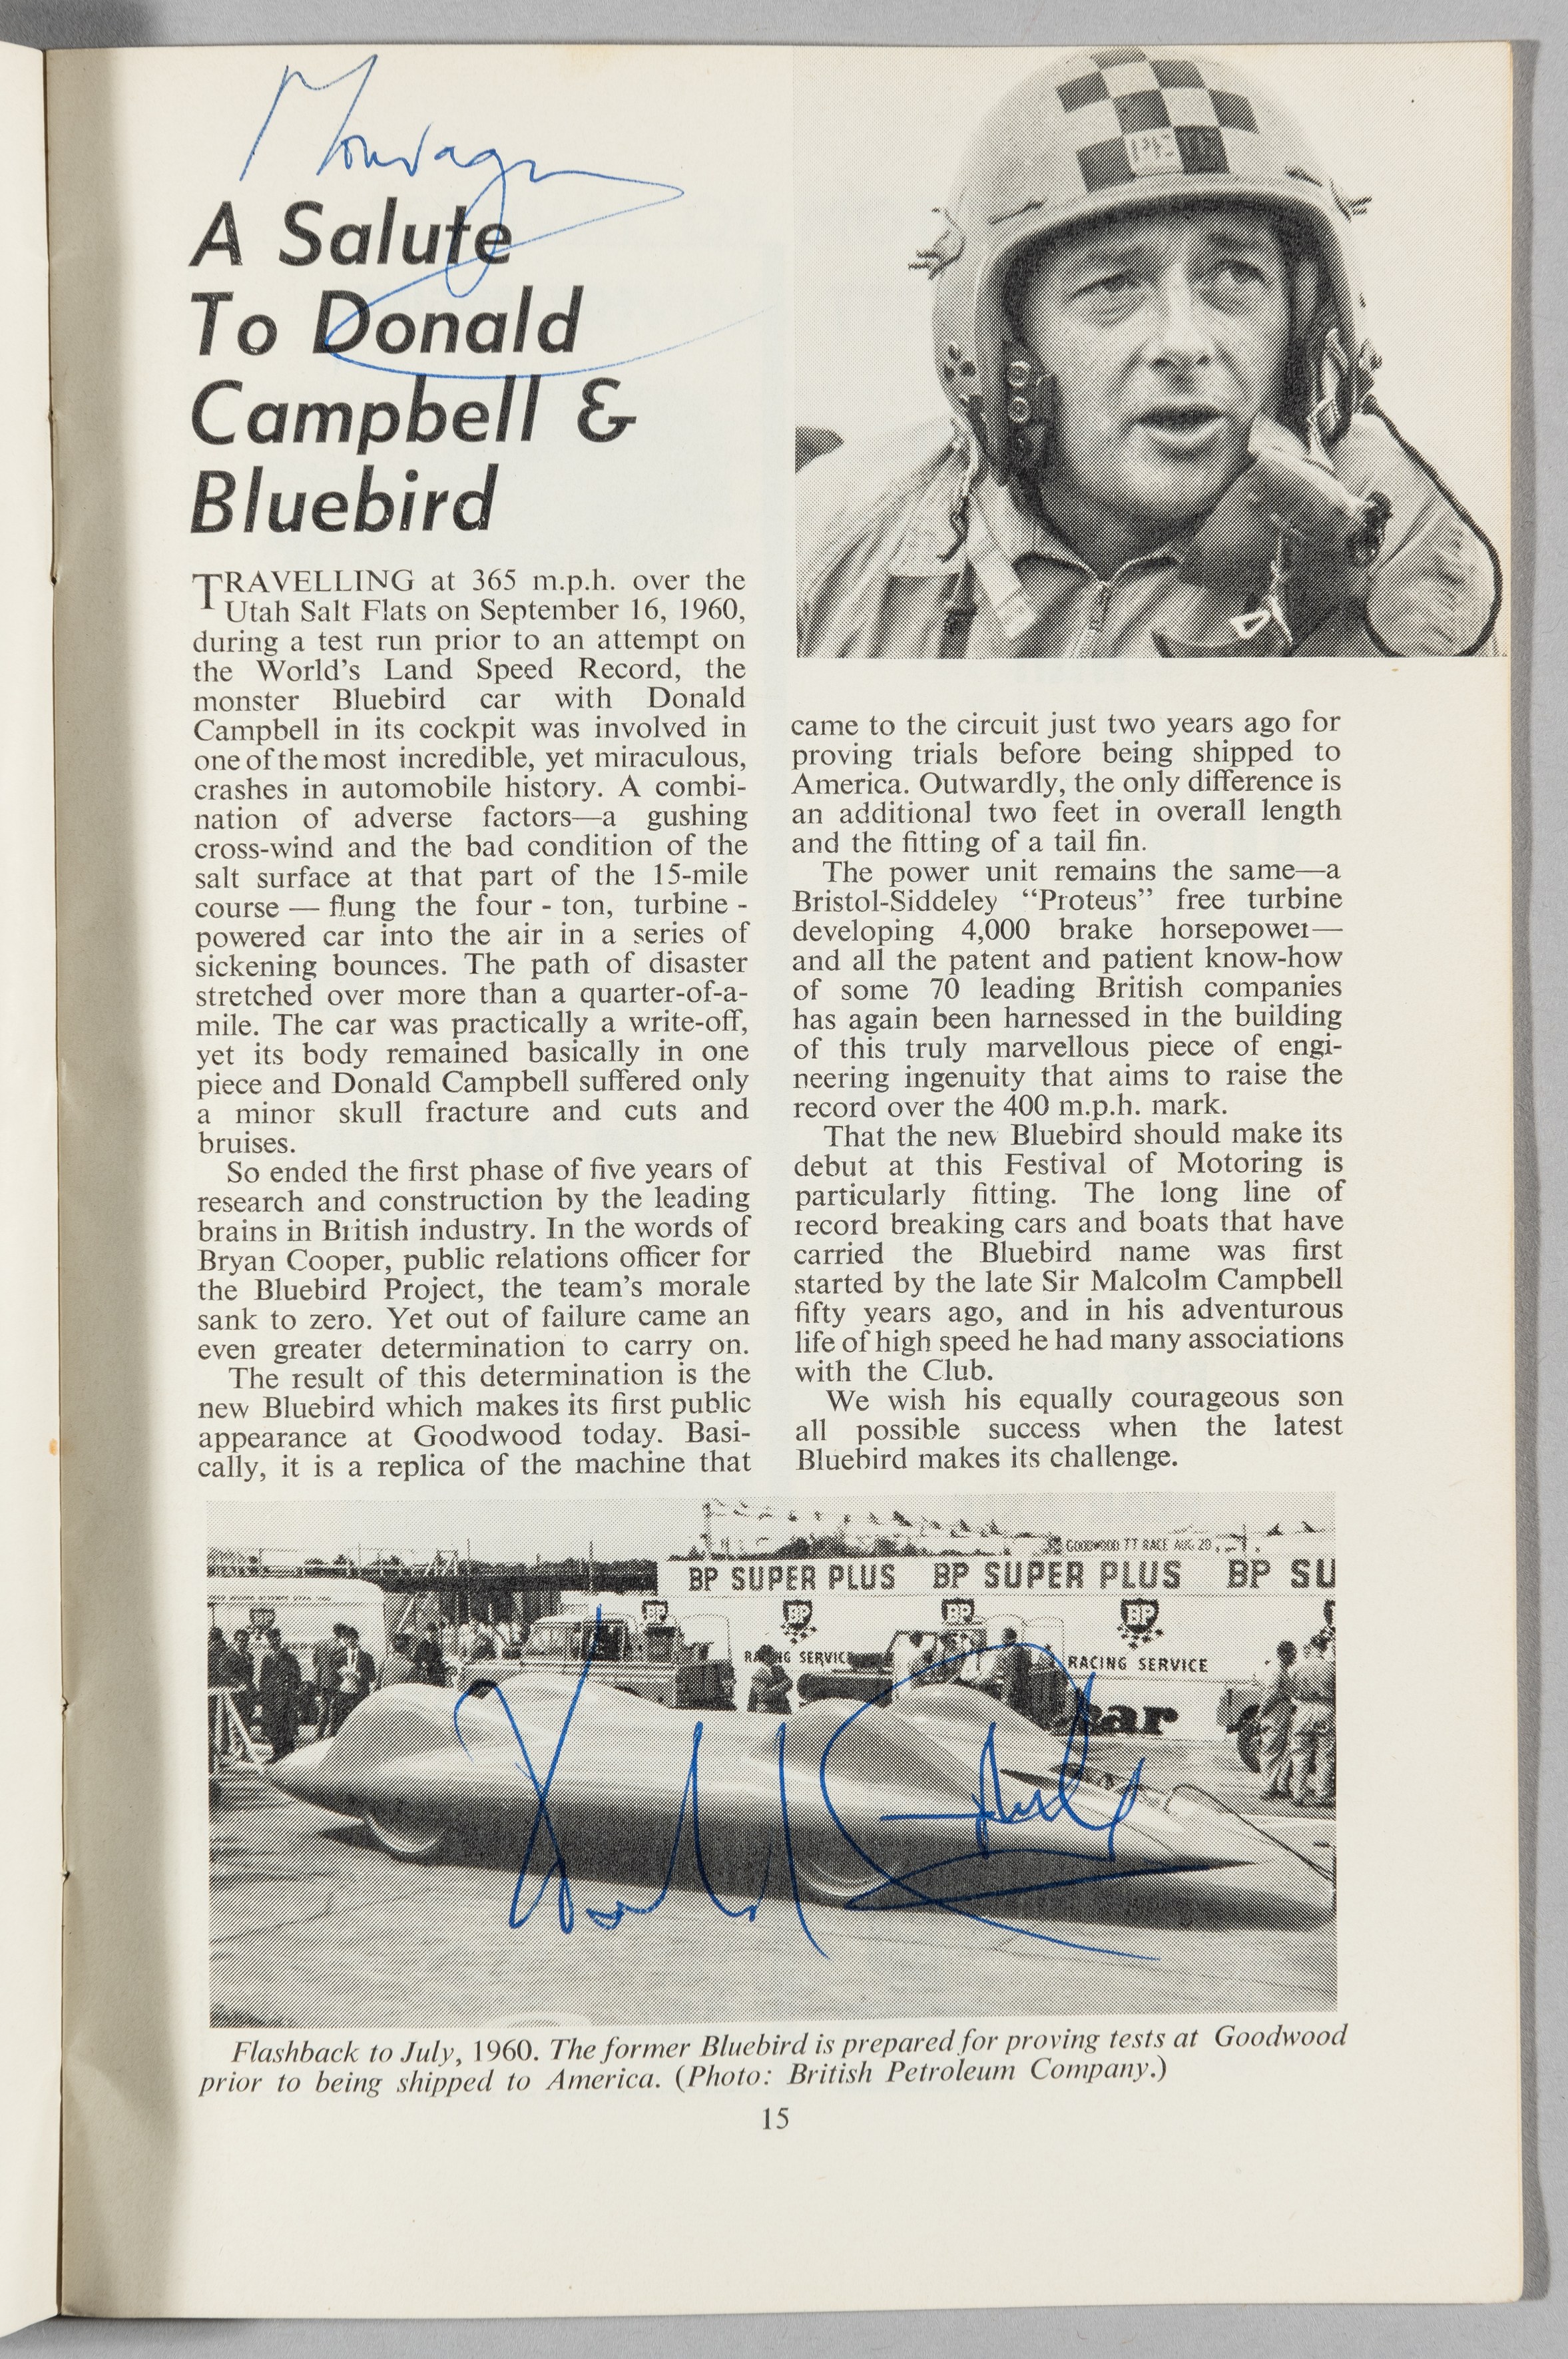 Montagu
A Salute
To Donald
Campbell &
Bluebird
TRAVELLING at 365 m.p.h. over the
Utah Salt Flats on September 16, 1960,
during a test run prior to an attempt on
the World's Land Speed Record, the
monster Bluebird car with Donald
Campbell in its cockpit was involved in
one of the most incredible, yet miraculous,
crashes in automobile history. A combi-
nation of adverse factors—a gushing
cross-wind and the bad condition of the
salt surface at that part of the 15-mile
course — flung the four - ton, turbine -
powered car into the air in a series of
sickening bounces. The path of disaster
stretched over more than a quarter-of-a-
mile. The car was practically a write-off,
yet its body remained basically in one
piece and Donald Campbell suffered only
a minor skull fracture and cuts and
bruises.
So ended the first phase of five years of
research and construction by the leading
brains in British industry. In the words of
Bryan Cooper, public relations officer for
the Bluebird Project, the team's morale
sank to zero. Yet out of failure came an
even greater determination to carry on.
The result of this determination is the
new Bluebird which makes its first public
appearance at Goodwood today. Basi-
cally, it is a replica of the machine that
came to the circuit just two years ago for
proving trials before being shipped to
America. Outwardly, the only difference is
an additional two feet in overall length
and the fitting of a tail fin.
The power unit remains the same—a
Bristol-Siddeley “Proteus” free turbine
developing 4,000 brake horsepower—
and all the patent and patient know-how
of some 70 leading British companies
has again been harnessed in the building
of this truly marvellous piece of engi-
neering ingenuity that aims to raise the
record over the 400 m.p.h. mark.
That the new Bluebird should make its
debut at this Festival of Motoring is
particularly fitting. The long line of
record breaking cars and boats that have
carried the Bluebird name was first
started by the late Sir Malcolm Campbell
fifty years ago, and in his adventurous
life of high speed he had many associations
with the Club.
We wish his equally courageous son
all possible success when the latest
Bluebird makes its challenge.
GOODWOOD TT RACE AUG 20
BP SUPER PLUS BP SUPER PLUS BP SU
BP BP BP BP
RACING SERVICE RACING SERVICE
Donald Campbell
Flashback to July, 1960. The former Bluebird is prepared for proving tests at Goodwood
prior to being shipped to America. (Photo: British Petroleum Company.)
15